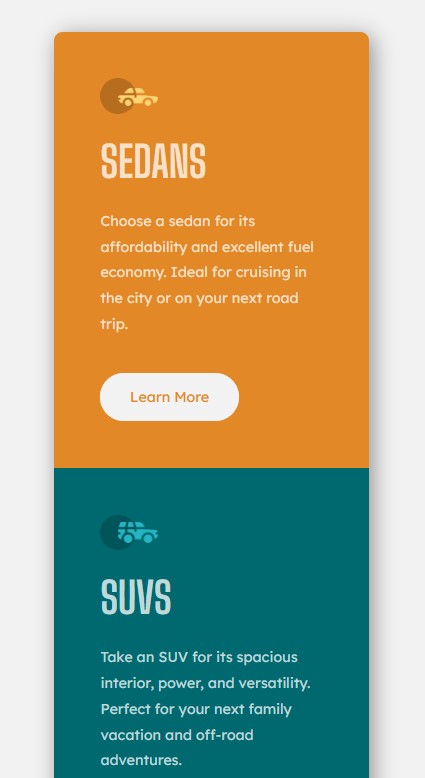 SEDANS
Choose a sedan for its
affordability and excellent fuel
economy. Ideal for cruising in
the city or on your next road
trip.
Learn More
SUVS
Take an SUV for its spacious
interior, power, and versatility.
Perfect for your next family
vacation and off-road
adventures.